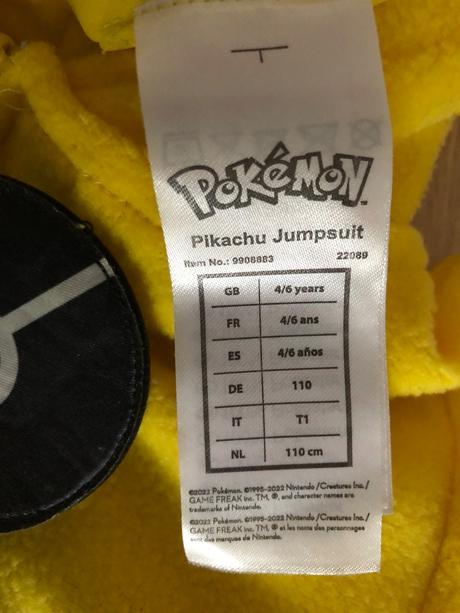 POKéMON™
Pikachu Jumpsuit
Item No.: 9908883 22089
GB 4/6 years
FR 4/6 ans
ES 4/6 años
DE 110
IT T1
NL 110 cm
©2022 Pokémon. ©1995-2022 Nintendo /Creatures Inc. /
GAME FREAK inc. TM, ®, and character names are
trademarks of Nintendo.
©2022 Pokémon. ©1995-2022 Nintendo /Creatures Inc. /
GAME FREAK inc. TM, ® et les noms des personnages
sont des marques de Nintendo.